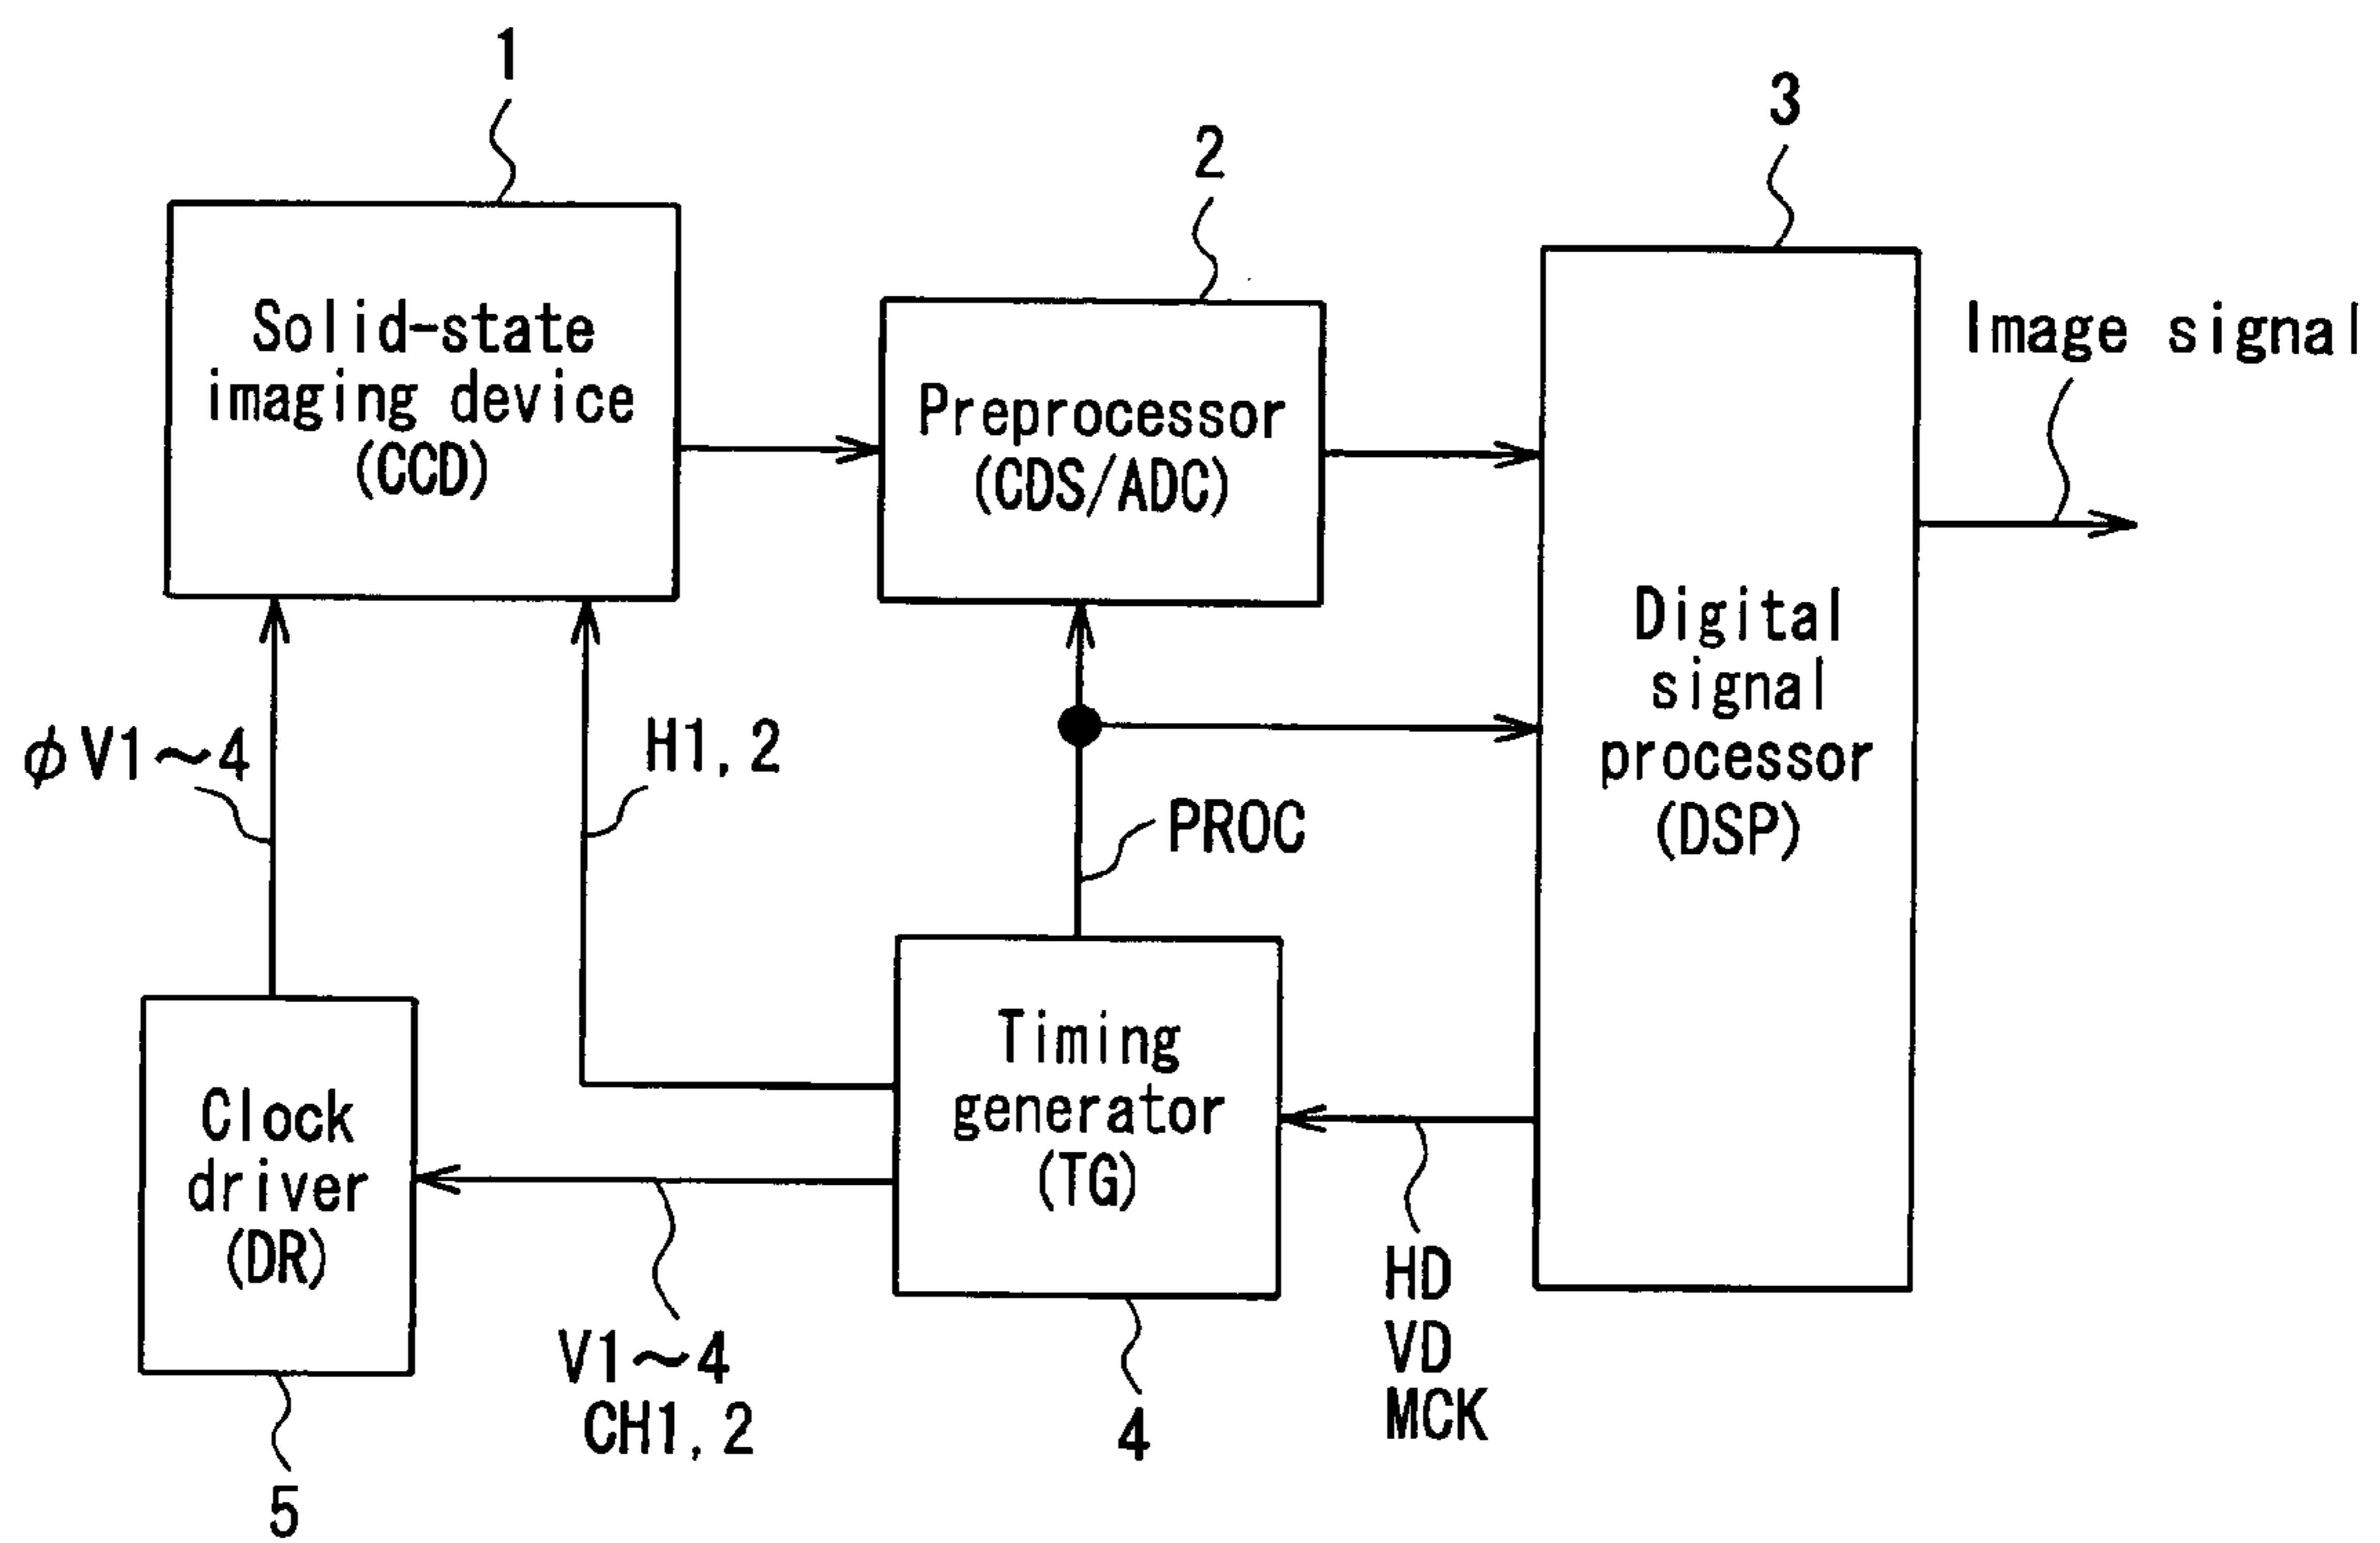 1
2
3
Solid-state
imaging device
(CCD)
Preprocessor
(CDS/ADC)
Image signal
Digital
signal
processor
(DSP)
φV1～4
H1,2
PROC
Clock
driver
(DR)
Timing
generator
(TG)
V1～4
CH1,2
HD
VD
MCK
4
5